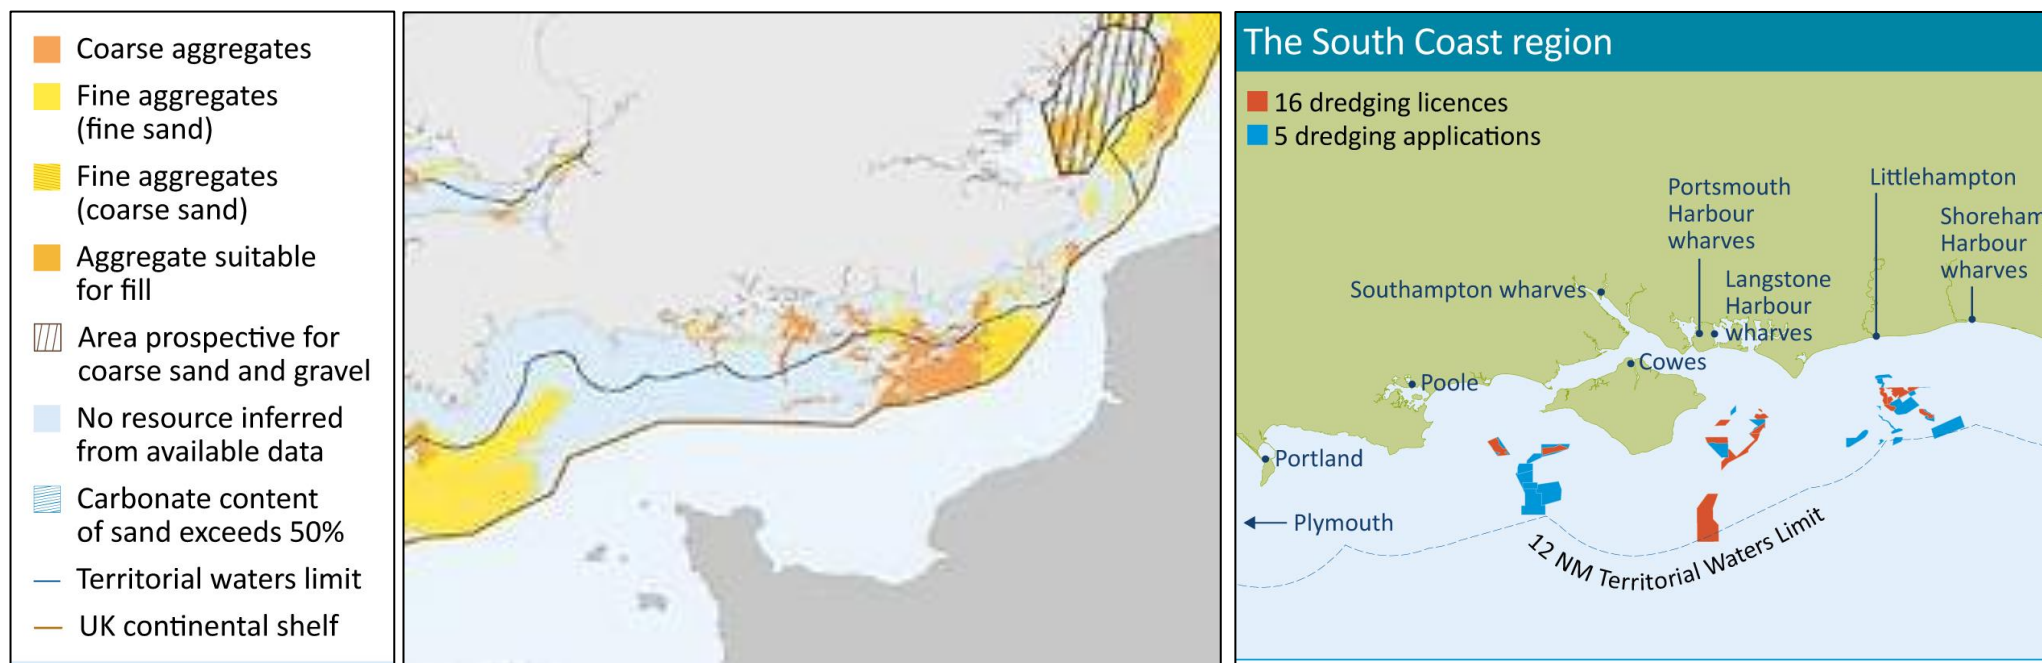 Coarse aggregates
Fine aggregates
(fine sand)
Fine aggregates
(coarse sand)
Aggregate suitable
for fill
Area prospective for
coarse sand and gravel
No resource inferred
from available data
Carbonate content
of sand exceeds 50%
Territorial waters limit
UK continental shelf
The South Coast region
16 dredging licences
5 dredging applications
Portsmouth
Harbour
wharves
Littlehampton
Shoreham
Harbour
wharves
Southampton wharves
Langstone
Harbour
wharves
Cowes
Poole
Portland
Plymouth
12 NM Territorial Waters Limit